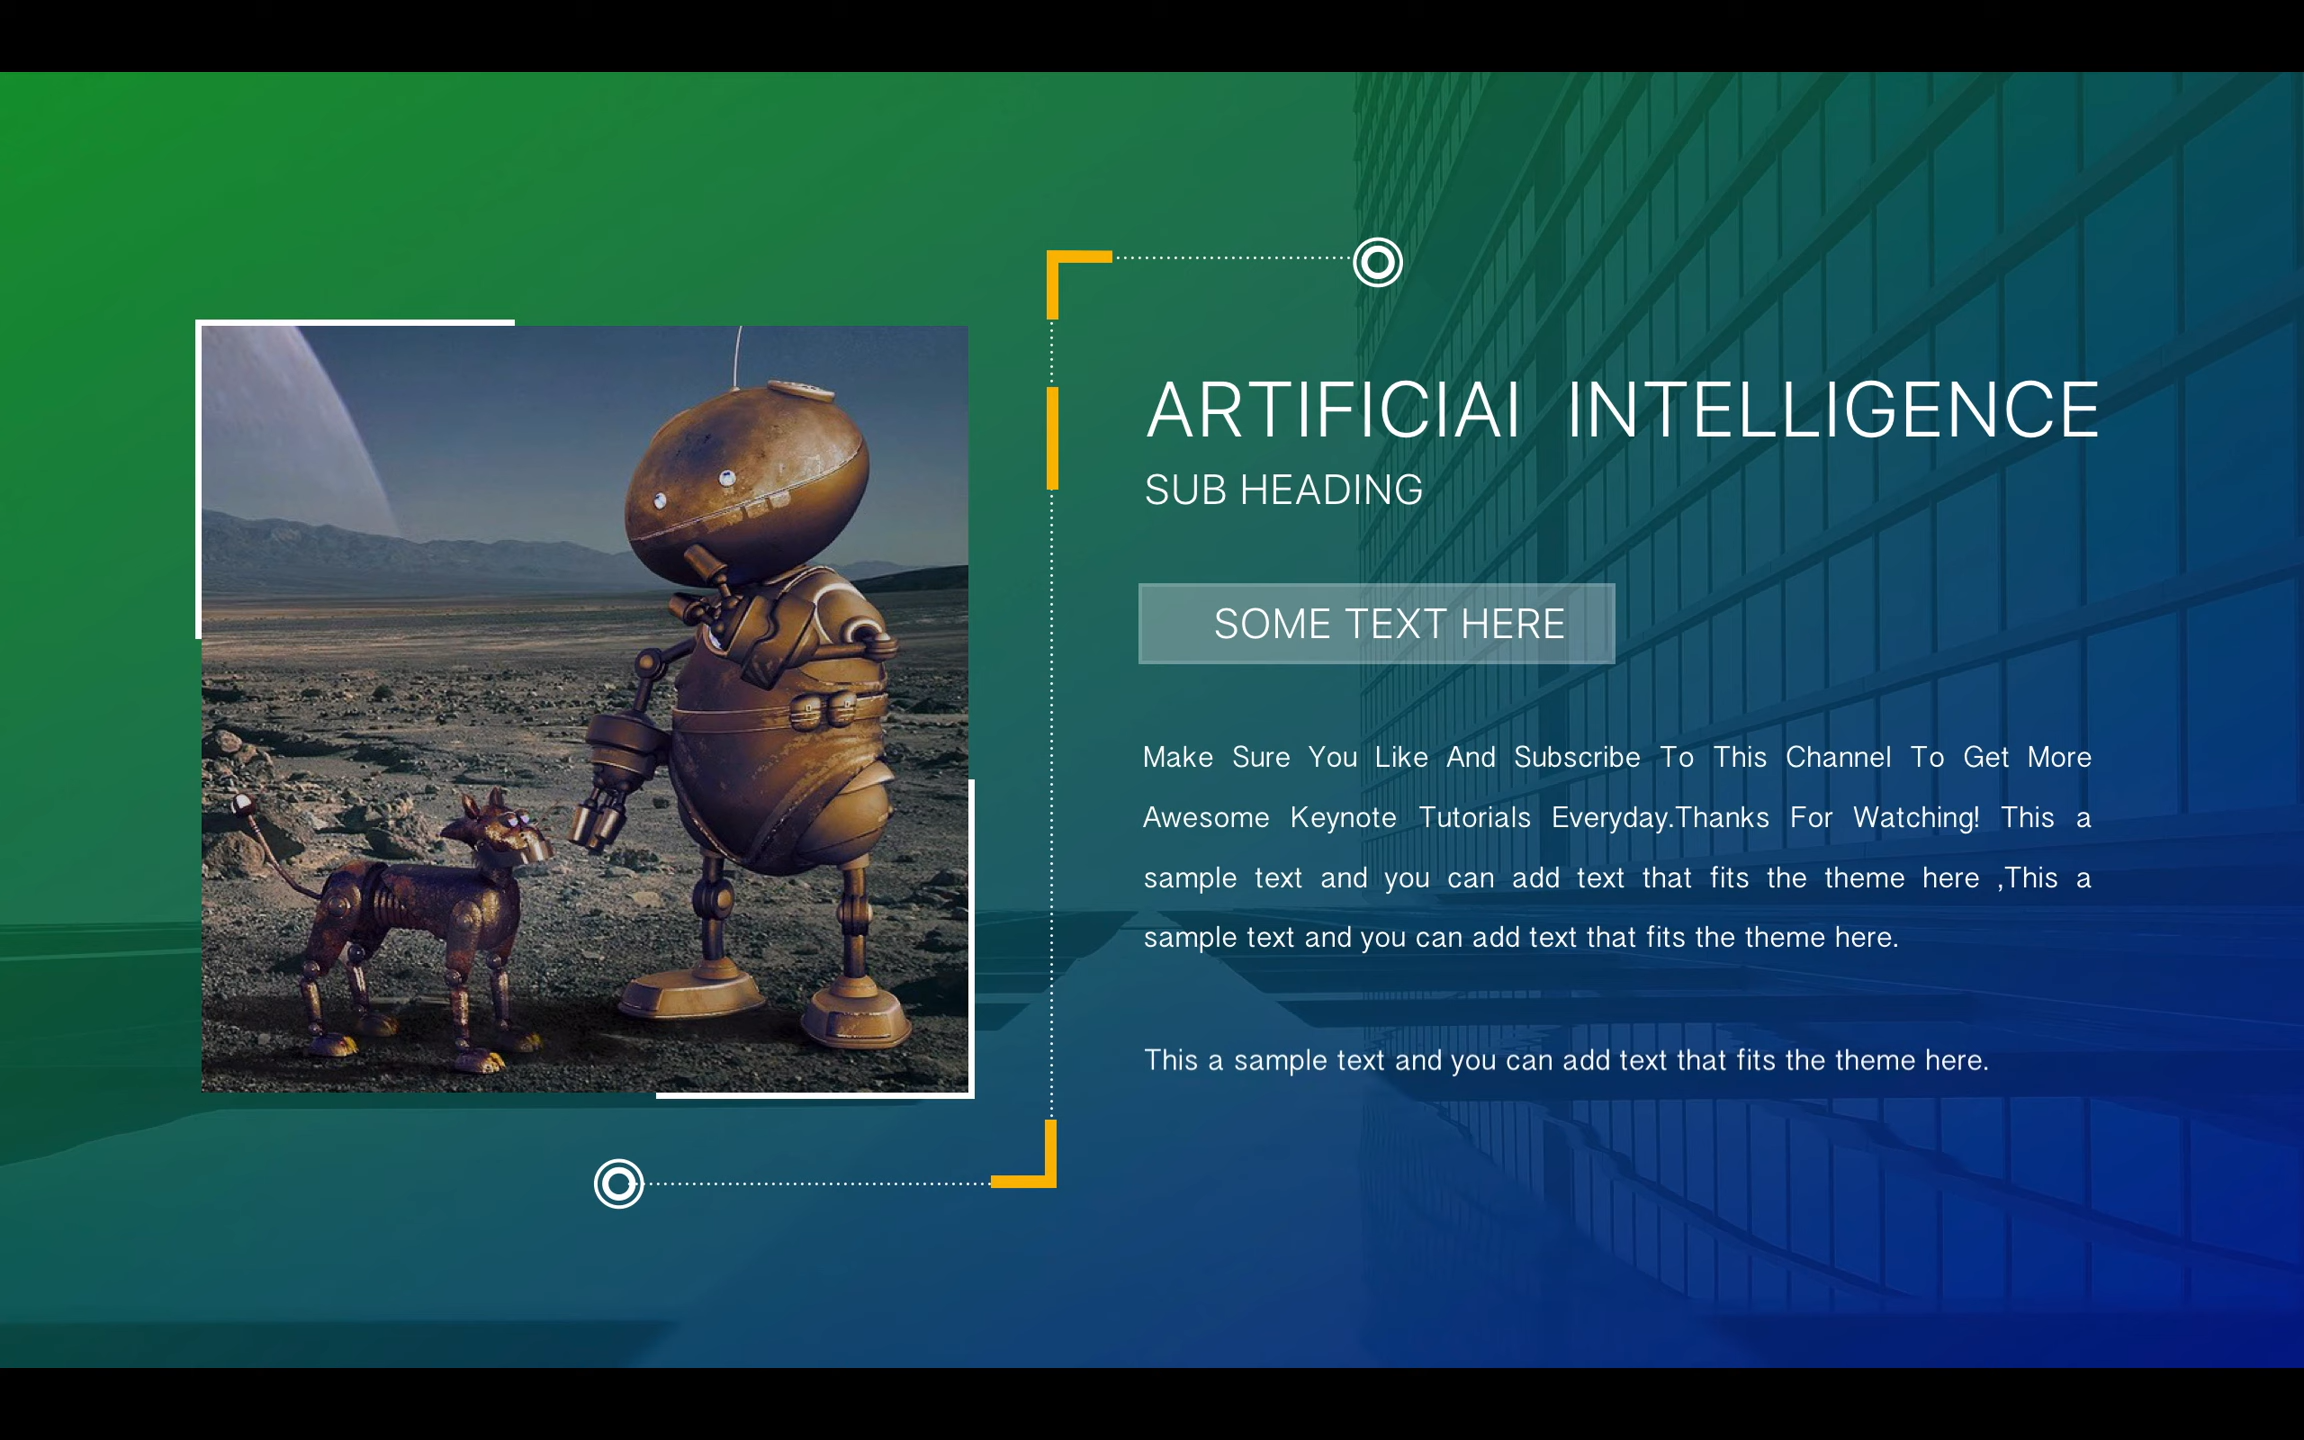 ARTIFICIAI INTELLIGENCE
SUB HEADING
SOME TEXT HERE
Make Sure You Like And Subscribe To This Channel To Get More
Awesome Keynote Tutorials Everyday.Thanks For Watching! This a
sample text and you can add text that fits the theme here ,This a
sample text and you can add text that fits the theme here.
This a sample text and you can add text that fits the theme here.